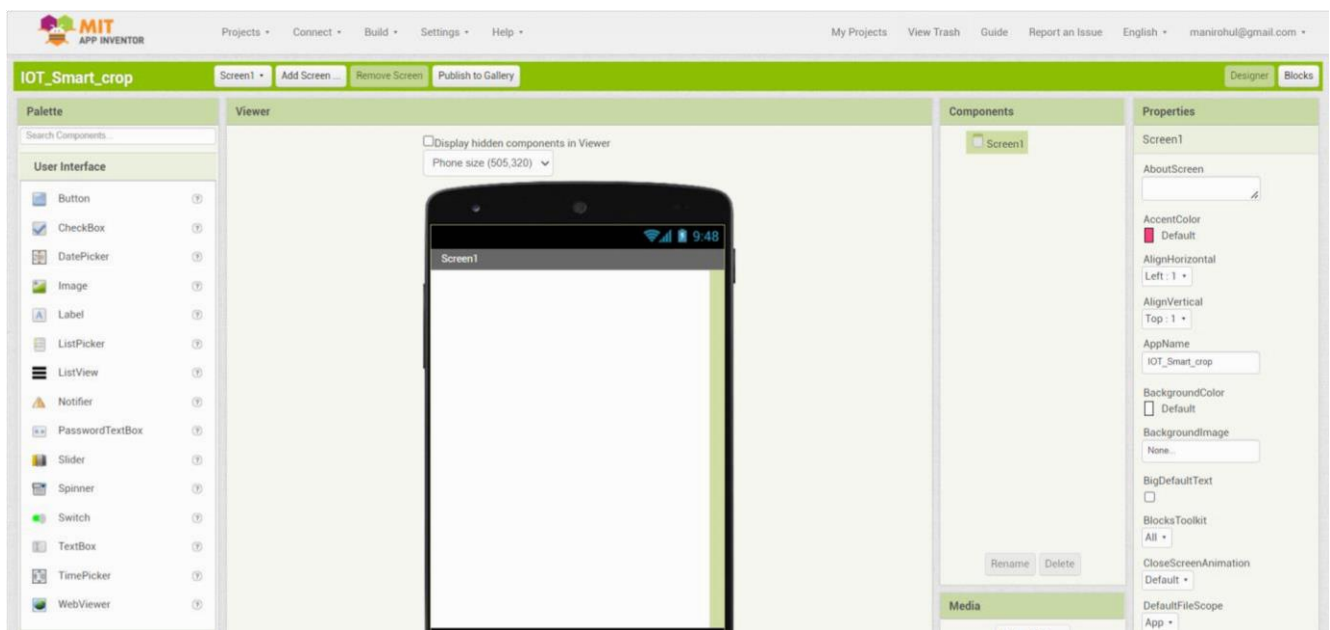 MIT
APP INVENTOR
Projects Connect Build Settings Help My Projects View Trash Guide Report an Issue English manirohul@gmail.com
IOT_Smart_crop Screen1 Add Screen ... Remove Screen Publish to Gallery Designer Blocks
Palette
Search Components...
User Interface
Button
CheckBox
DatePicker
Image
Label
ListPicker
ListView
Notifier
PasswordTextBox
Slider
Spinner
Switch
TextBox
TimePicker
WebViewer
Viewer
Display hidden components in Viewer
Phone size (505,320)
9:48
Screen1
Components
Screen1
Rename Delete
Media
Properties
Screen1
AboutScreen
AccentColor
Default
AlignHorizontal
Left : 1
AlignVertical
Top : 1
AppName
IOT_Smart_crop
BackgroundColor
Default
BackgroundImage
None...
BigDefaultText
BlocksToolkit
All
CloseScreenAnimation
Default
DefaultFileScope
App